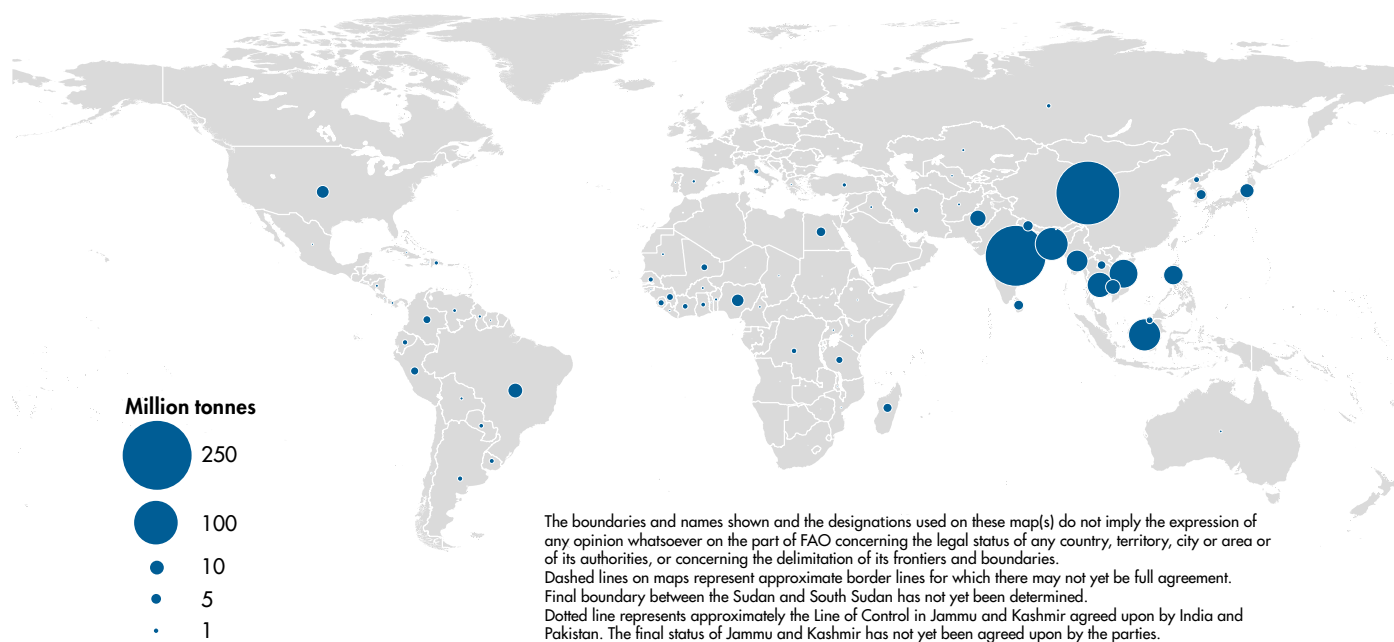 Million tonnes
250
100
10
5
1
The boundaries and names shown and the designations used on these map(s) do not imply the expression of
any opinion whatsoever on the part of FAO concerning the legal status of any country, territory, city or area or
of its authorities, or concerning the delimitation of its frontiers and boundaries.
Dashed lines on maps represent approximate border lines for which there may not yet be full agreement.
Final boundary between the Sudan and South Sudan has not yet been determined.
Dotted line represents approximately the Line of Control in Jammu and Kashmir agreed upon by India and
Pakistan. The final status of Jammu and Kashmir has not yet been agreed upon by the parties.